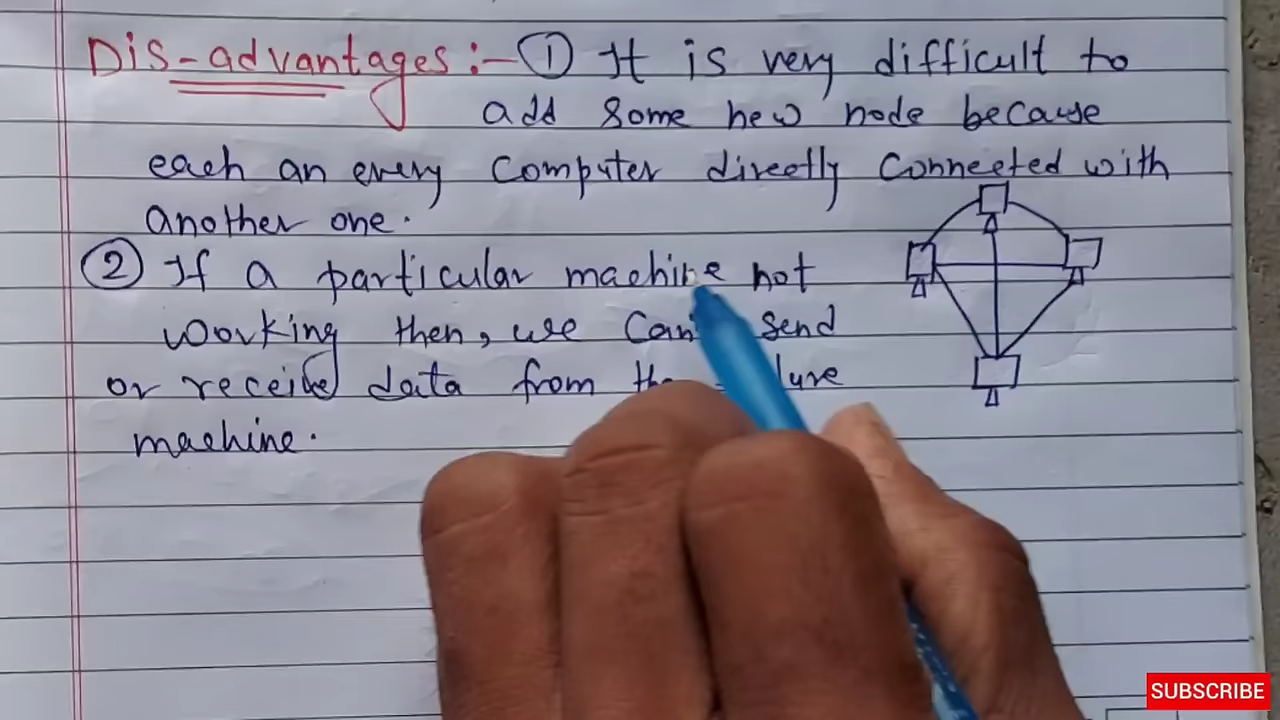 Dis-advantages :- ① It is very difficult to
add some new node because
each an every computer directly connected with
another one.
② If a particular machine not
working then, we can send
or receive data from the
machine.
SUBSCRIBE